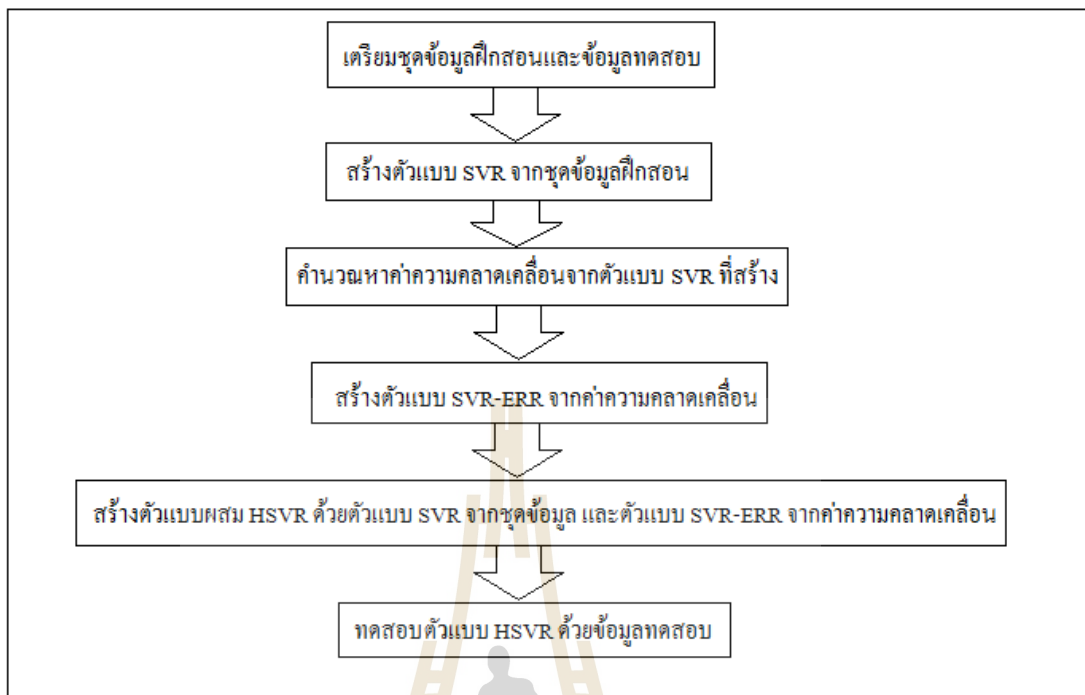 เตรียมชุดข้อมูลฝึกสอนและข้อมูลทดสอบ
สร้างตัวแบบ SVR จากชุดข้อมูลฝึกสอน
คำนวณหาค่าความคลาดเคลื่อนจากตัวแบบ SVR ที่สร้าง
สร้างตัวแบบ SVR-ERR จากค่าความคลาดเคลื่อน
สร้างตัวแบบผสม HSVR ด้วยตัวแบบ SVR จากชุดข้อมูล และตัวแบบ SVR-ERR จากค่าความคลาดเคลื่อน
ทดสอบตัวแบบ HSVR ด้วยข้อมูลทดสอบ